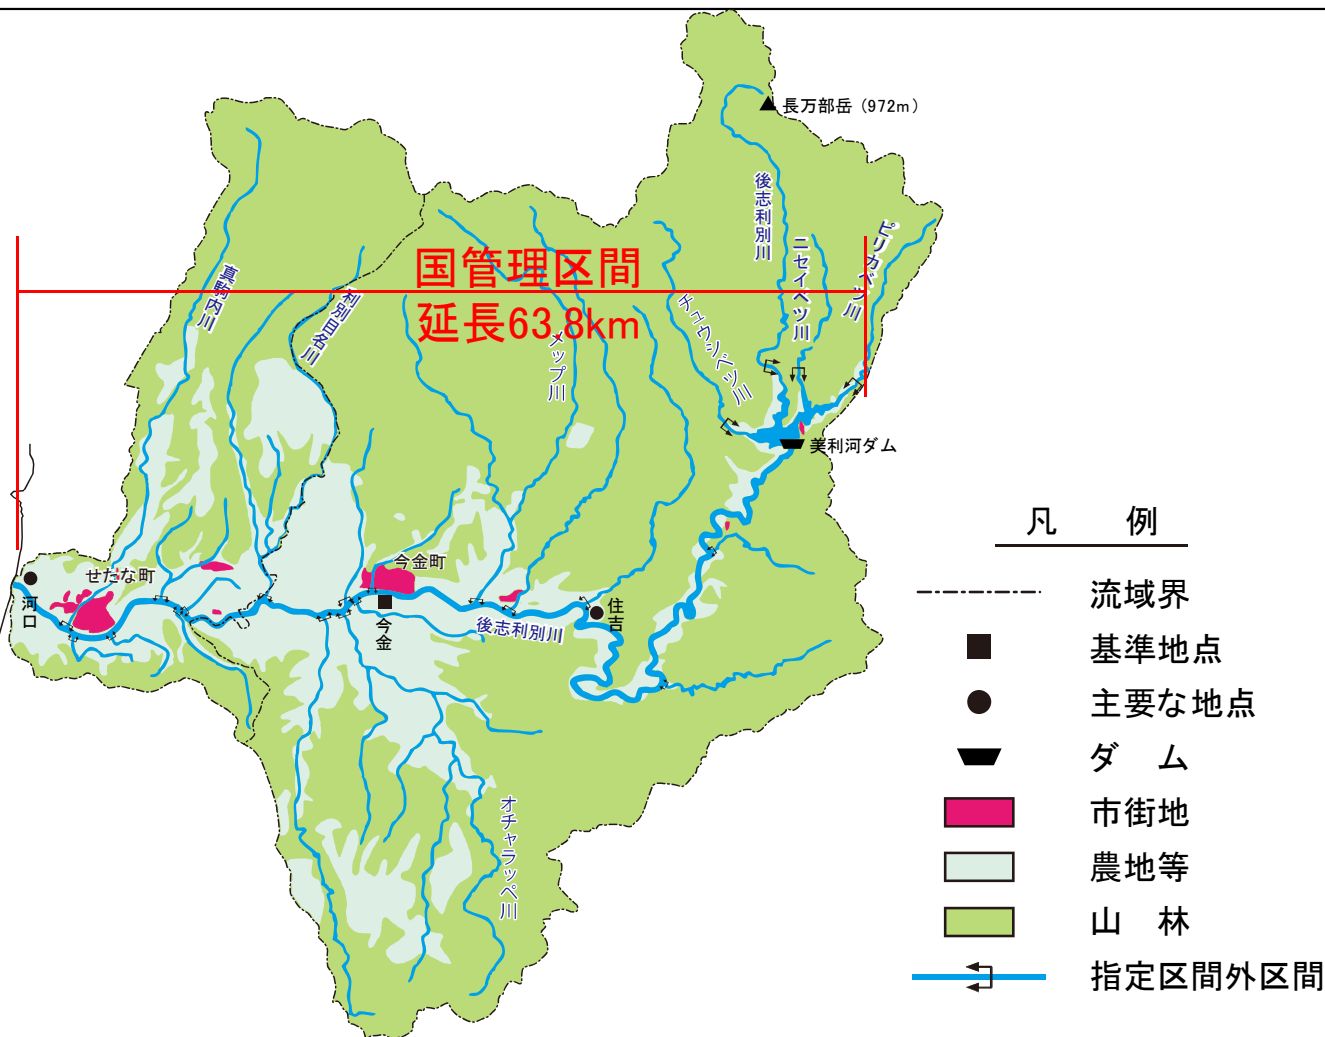 長万部岳（972m）
後志利別川
ニセイベツ川
ピリカベツ川
国管理区間
延長63.8km
真駒内川
利別目名川
メップ川
チュウシベツ川
美利河ダム
せたな町
河口
今金町
今金
後志利別川
住吉
オチャラッペ川
凡　例
流域界
基準地点
主要な地点
ダ　ム
市街地
農地等
山　林
指定区間外区間